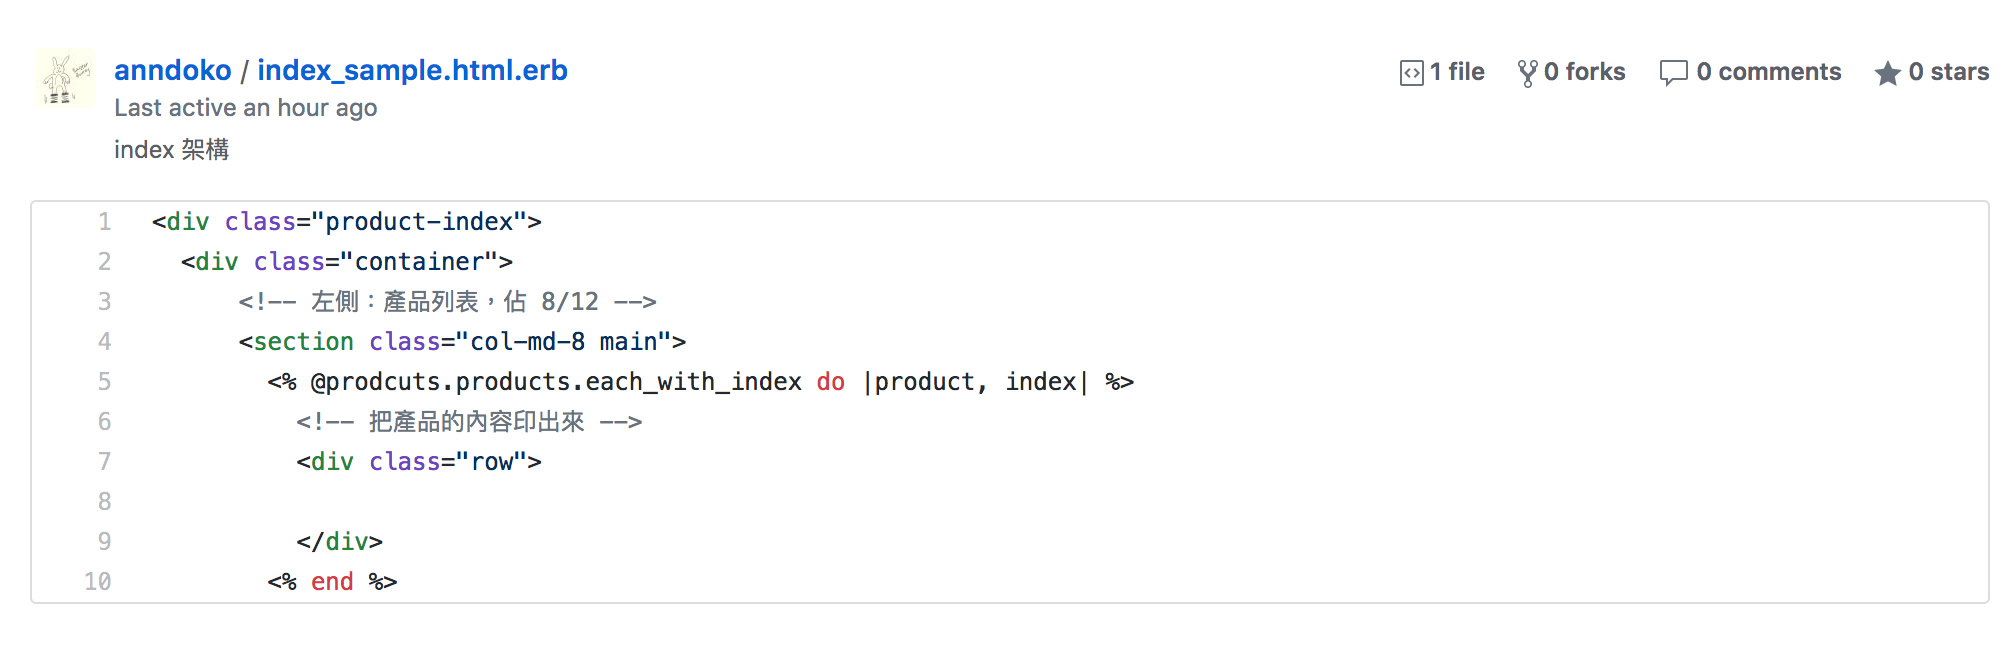 anndoko / index_sample.html.erb
1 file 0 forks 0 comments 0 stars
Last active an hour ago
index 架構
1 <div class="product-index">
2 <div class="container">
3 <!-- 左側：產品列表，佔 8/12 -->
4 <section class="col-md-8 main">
5 <% @prodcuts.products.each_with_index do |product, index| %>
6 <!-- 把產品的內容印出來 -->
7 <div class="row">
8
9 </div>
10 <% end %>